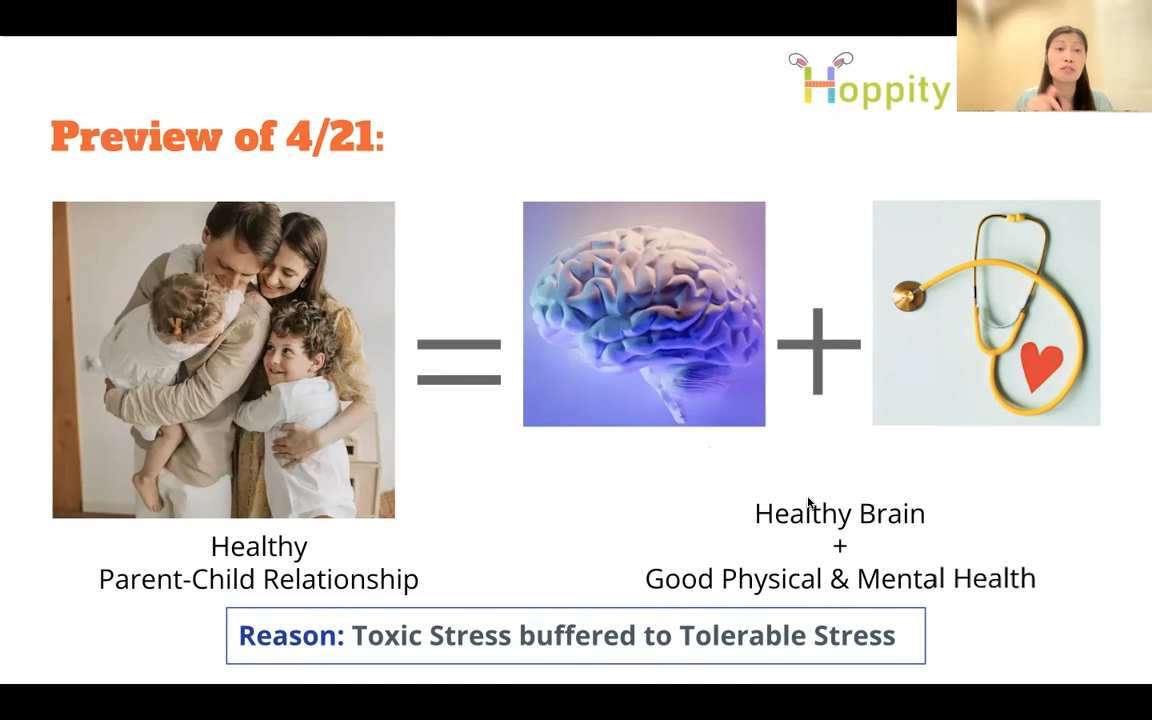 Hoppity
Preview of 4/21:
Healthy
Parent-Child Relationship
Healthy Brain
+
Good Physical & Mental Health
Reason: Toxic Stress buffered to Tolerable Stress